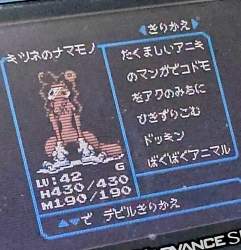 きりかえ
キツネのナマモノ
たくましいアニキ
のマンガでコドモ
をアクのみちに
ひきずりこむ
ドッキン
ばくばくアニマル
LV:42 G
H430/430
M190/190
で デビルきりかえ
ADVANCE S